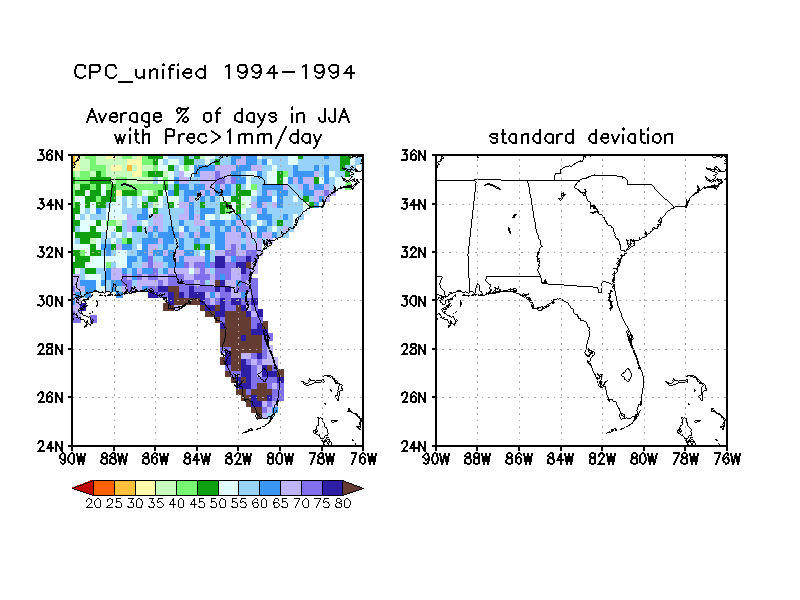 CPC_unified 1994-1994
Average % of days in JJA
with Prec>1mm/day
standard deviation
36N
34N
32N
30N
28N
26N
24N
90W 88W 86W 84W 82W 80W 78W 76W
36N
34N
32N
30N
28N
26N
24N
90W 88W 86W 84W 82W 80W 78W 76W
20 25 30 35 40 45 50 55 60 65 70 75 80